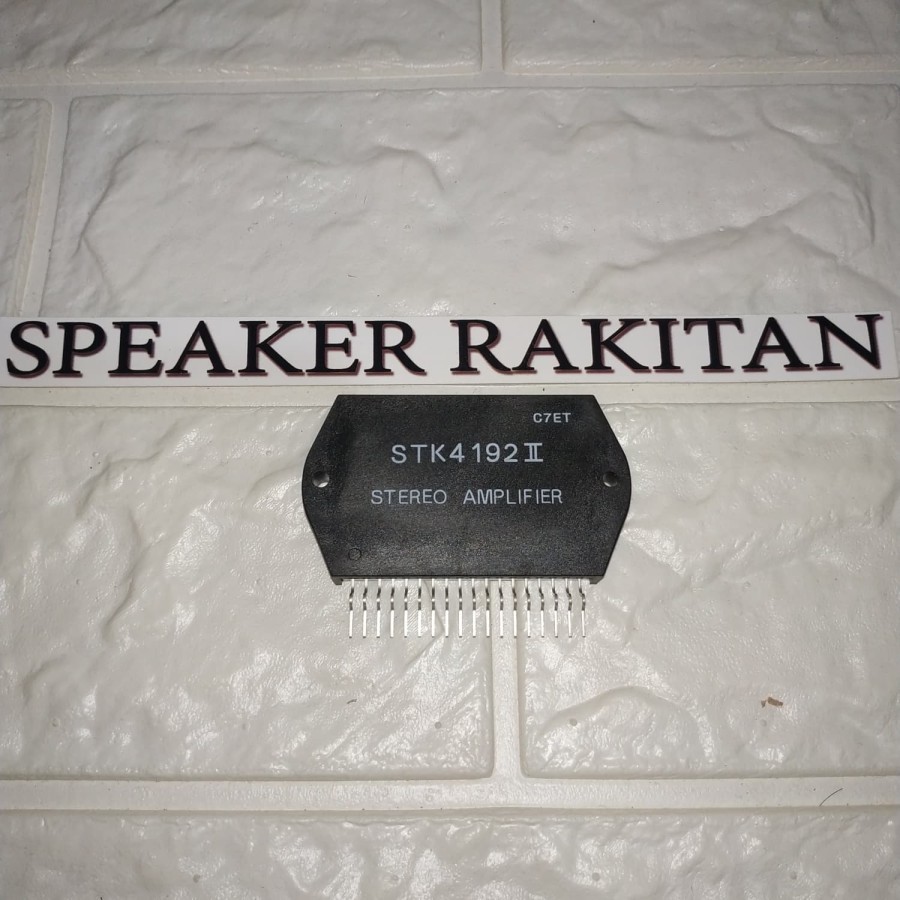 SPEAKER RAKITAN
C7ET
STK4192II
STEREO AMPLIFIER